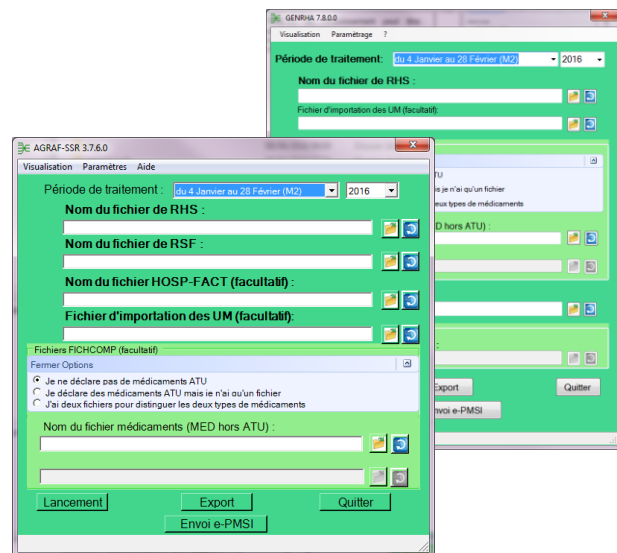 GENRHA 7.8.0.0
Visualisation Paramétrage ?
Période de traitement: du 4 Janvier au 28 Février (M2) 2016
Nom du fichier de RHS :
Fichier d'importation des UM (facultatif):
ATU
is je n'ai qu'un fichier
eux types de médicaments
D hors ATU) :
:
Export
Quitter
nvoi e-PMSI
AGRAF-SSR 3.7.6.0
Visualisation Paramètres Aide
Période de traitement : du 4 Janvier au 28 Février (M2) 2016
Nom du fichier de RHS :
Nom du fichier de RSF :
Nom du fichier HOSP-FACT (facultatif) :
Fichier d'importation des UM (facultatif):
Fichiers FICHCOMP (facultatif)
Fermer Options
Je ne déclare pas de médicaments ATU
Je déclare des médicaments ATU mais je n'ai qu'un fichier
J'ai deux fichiers pour distinguer les deux types de médicaments
Nom du fichier médicaments (MED hors ATU) :
Lancement
Export
Quitter
Envoi e-PMSI